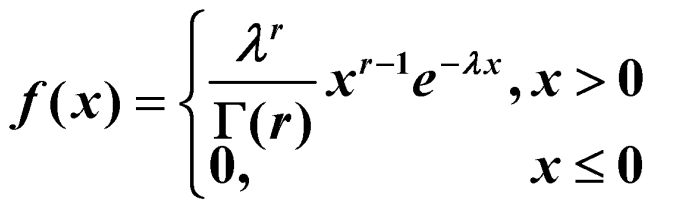 f(x) = { λ^r / Γ(r) x^{r−1} e^{−λx}, x > 0
0, x ≤ 0